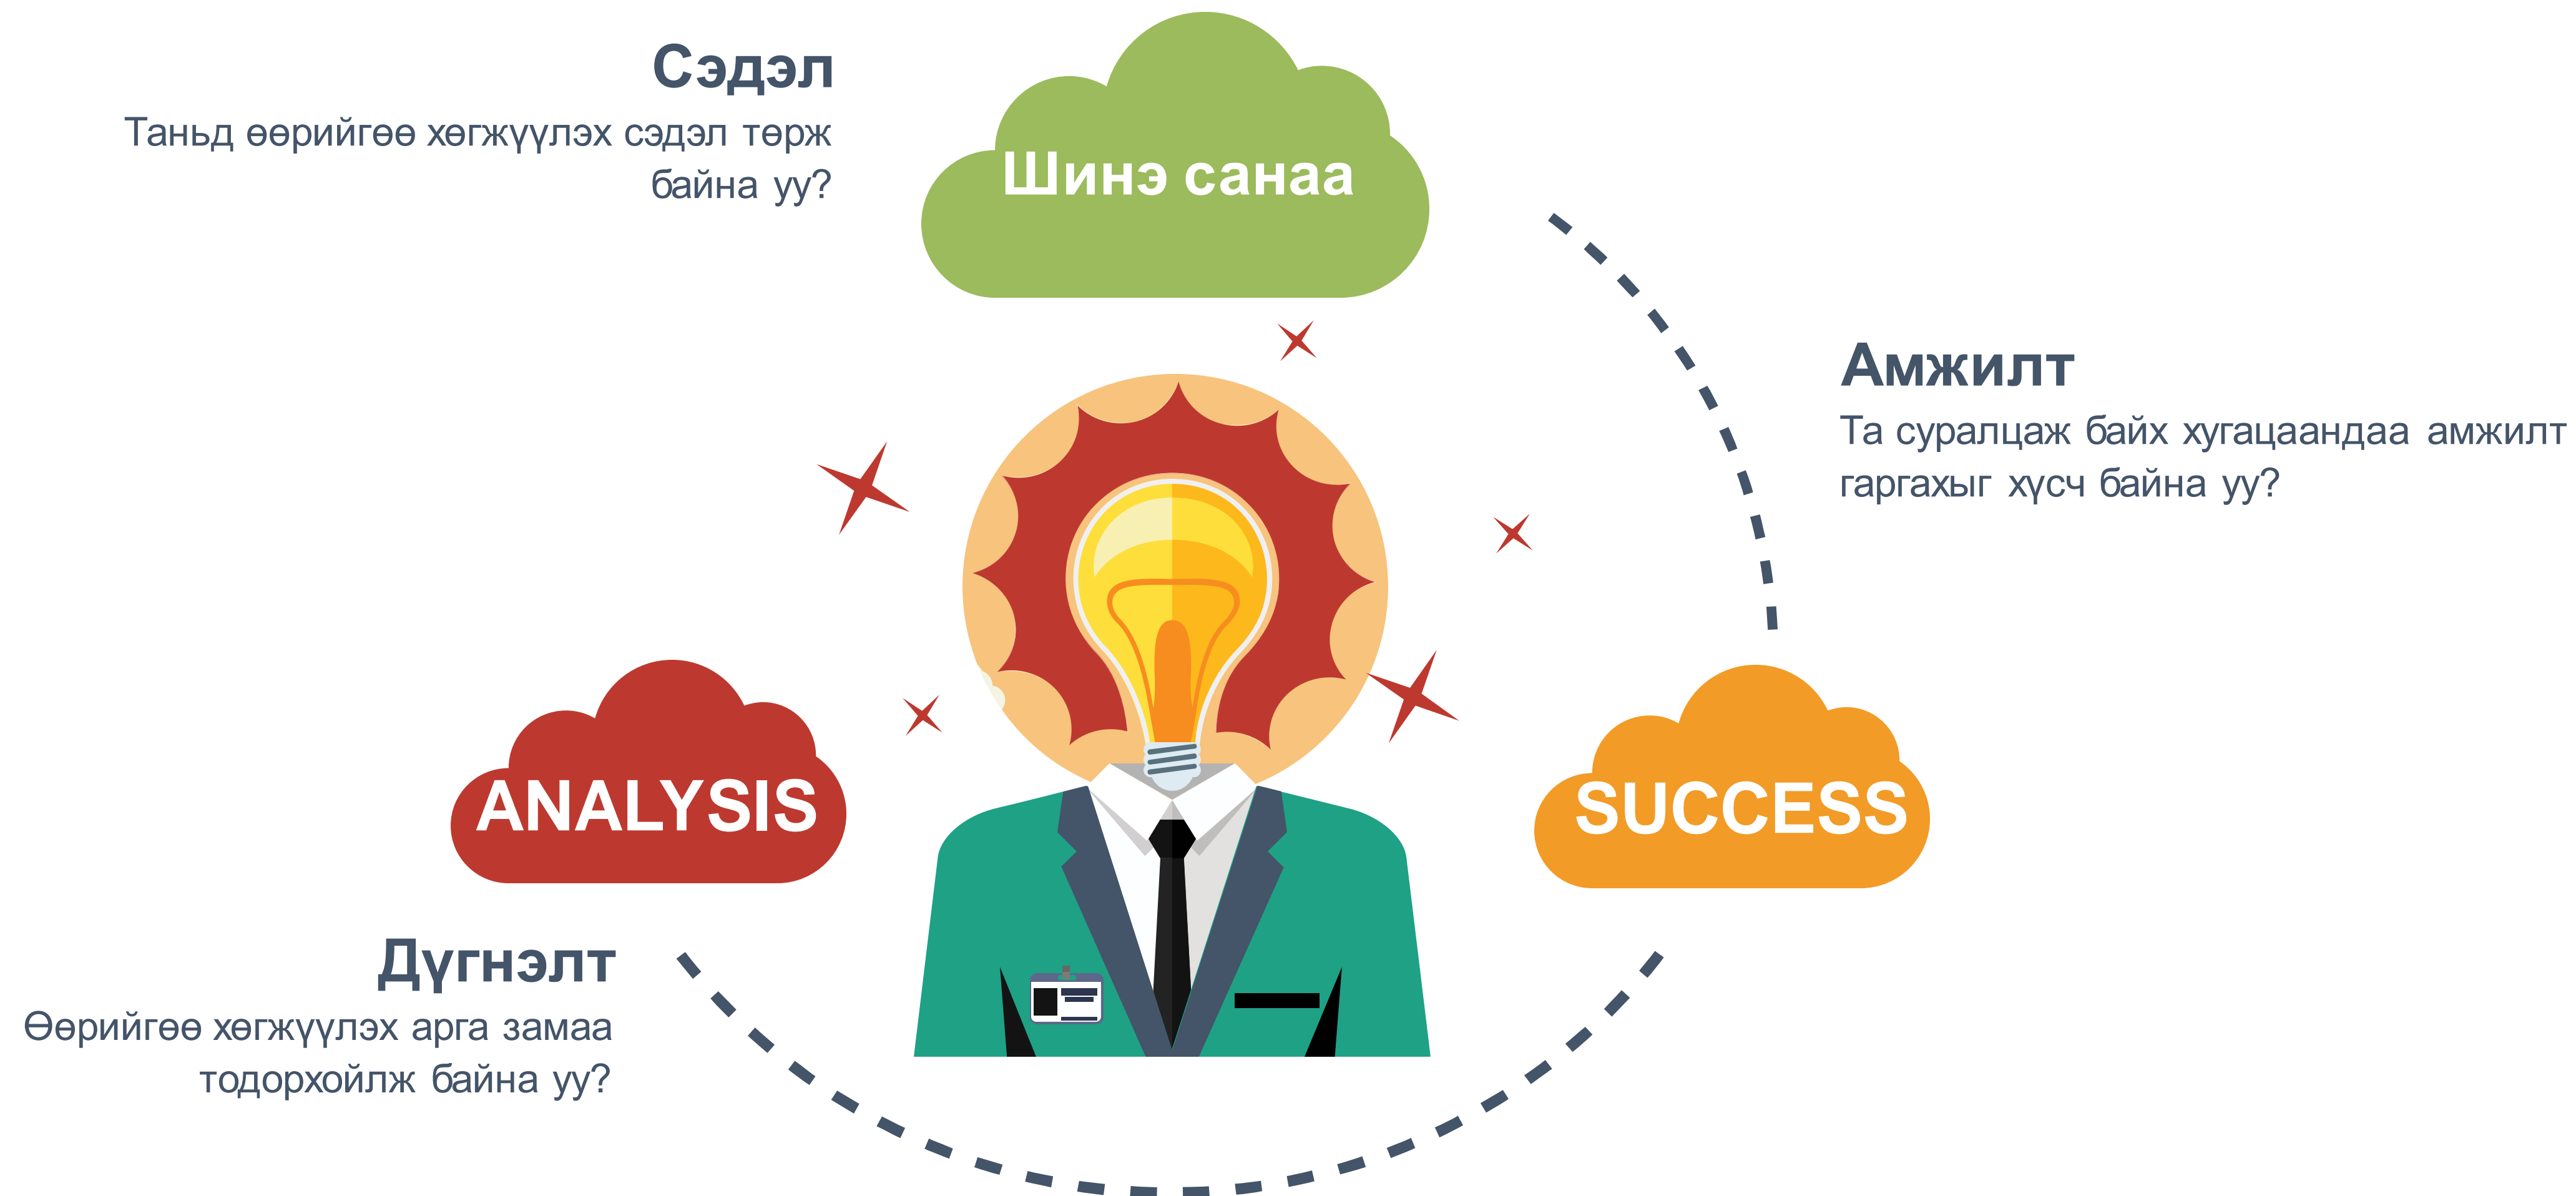 Сэдэл
Таньд өөрийгөө хөгжүүлэх сэдэл төрж
байна уу?
Шинэ санаа
Амжилт
Та суралцаж байх хугацаандаа амжилт
гаргахыг хүсч байна уу?
ANALYSIS
SUCCESS
Дүгнэлт
Өөрийгөө хөгжүүлэх арга замаа
тодорхойлж байна уу?